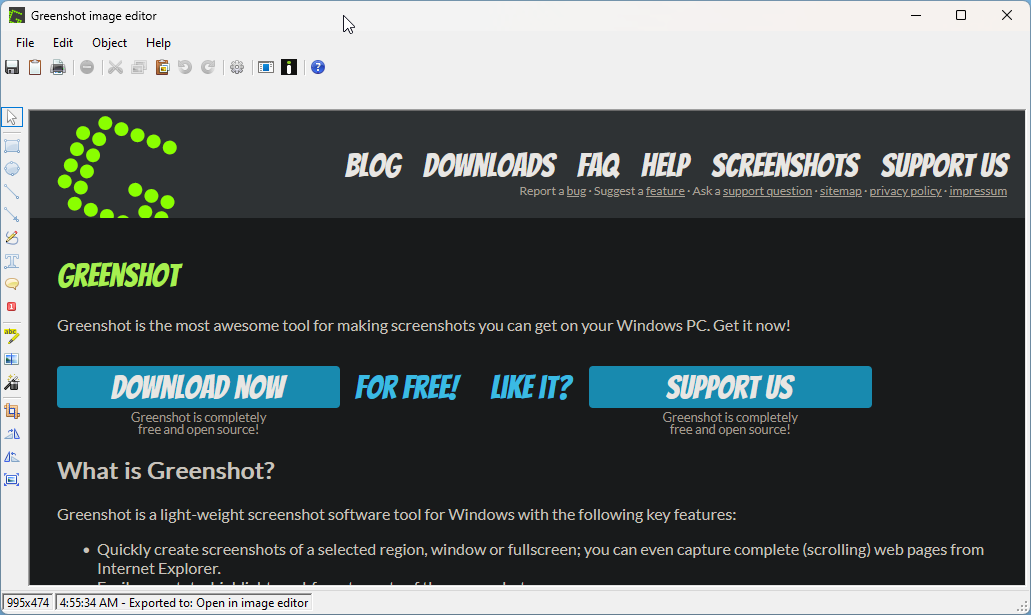 Greenshot image editor
File Edit Object Help
BLOG DOWNLOADS FAQ HELP SCREENSHOTS SUPPORT US
Report a bug · Suggest a feature · Ask a support question · sitemap · privacy policy · impressum
GREENSHOT
Greenshot is the most awesome tool for making screenshots you can get on your Windows PC. Get it now!
DOWNLOAD NOW FOR FREE! LIKE IT? SUPPORT US
Greenshot is completely
free and open source!
Greenshot is completely
free and open source!
What is Greenshot?
Greenshot is a light-weight screenshot software tool for Windows with the following key features:
• Quickly create screenshots of a selected region, window or fullscreen; you can even capture complete (scrolling) web pages from
Internet Explorer.
995x474 4:55:34 AM - Exported to: Open in image editor